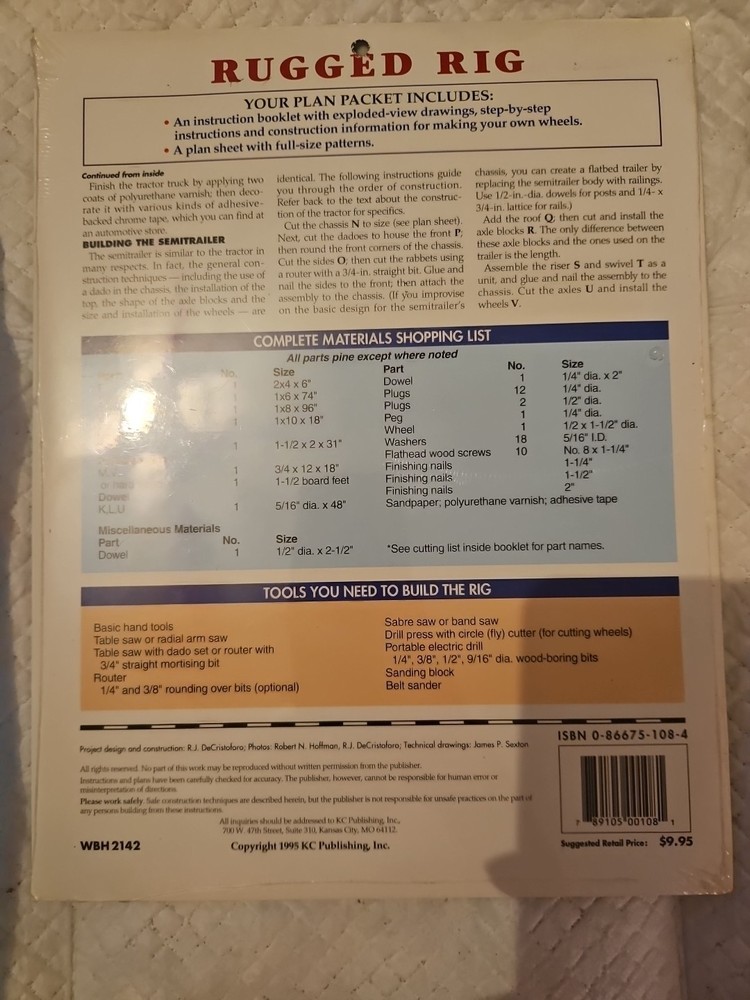 RUGGED RIG
YOUR PLAN PACKET INCLUDES:
• An instruction booklet with exploded-view drawings, step-by-step
instructions and construction information for making your own wheels.
• A plan sheet with full-size patterns.
Continued from inside
Finish the tractor truck by applying two
coats of polyurethane varnish; then deco-
rate it with various kinds of adhesive-
backed chrome tape, which you can find at
an automotive store.
BUILDING THE SEMITRAILER
The semitrailer is similar to the tractor in
many respects. In fact, the general con-
struction techniques — including the use of
a dado in the chassis, the installation of the
top, the shape of the axle blocks and the
size and installation of the wheels — are
identical. The following instructions guide
you through the order of construction.
Refer back to the text about the construc-
tion of the tractor for specifics.
Cut the chassis N to size (see plan sheet).
Next, cut the dadoes to house the front P;
then round the front corners of the chassis.
Cut the sides O; then cut the rabbets using
a router with a 3/4-in. straight bit. Glue and
nail the sides to the front; then attach the
assembly to the chassis. (If you improvise
on the basic design for the semitrailer's
chassis, you can create a flatbed trailer by
replacing the semitrailer body with railings.
Use 1/2-in.-dia. dowels for posts and 1/4- x
3/4-in. lattice for rails.)
Add the roof Q; then cut and install the
axle blocks R. The only difference between
these axle blocks and the ones used on the
trailer is the length.
Assemble the riser S and swivel T as a
unit, and glue and nail the assembly to the
chassis. Cut the axles U and install the
wheels V.
COMPLETE MATERIALS SHOPPING LIST
All parts pine except where noted
No. Size
1 2x4 x 6"
1 1x6 x 74"
1 1x8 x 96"
1 1x10 x 18"
1 1-1/2 x 2 x 31"
1 3/4 x 12 x 18"
1 1-1/2 board feet
Dowel
K,L,U 1 5/16" dia. x 48"
Miscellaneous Materials
Part No. Size
Dowel 1 1/2" dia. x 2-1/2"
Part No. Size
Dowel 1 1/4" dia. x 2"
Plugs 12 1/4" dia.
Plugs 2 1/2" dia.
Peg 1 1/4" dia.
Wheel 1 1/2 x 1-1/2" dia.
Washers 18 5/16" I.D.
Flathead wood screws 10 No. 8 x 1-1/4"
Finishing nails 1-1/4"
Finishing nails 1-1/2"
Finishing nails 2"
Sandpaper; polyurethane varnish; adhesive tape
*See cutting list inside booklet for part names.
TOOLS YOU NEED TO BUILD THE RIG
Basic hand tools
Table saw or radial arm saw
Table saw with dado set or router with
3/4" straight mortising bit
Router
1/4" and 3/8" rounding over bits (optional)
Sabre saw or band saw
Drill press with circle (fly) cutter (for cutting wheels)
Portable electric drill
1/4", 3/8", 1/2", 9/16" dia. wood-boring bits
Sanding block
Belt sander
Project design and construction: R.J. DeCristoforo; Photos: Robert N. Hoffman, R.J. DeCristoforo; Technical drawings: James P. Sexton
All rights reserved. No part of this work may be reproduced without written permission from the publisher.
Instructions and plans have been carefully checked for accuracy. The publisher, however, cannot be responsible for human error or
misinterpretation of directions.
Please work safely. Safe construction techniques are described herein, but the publisher is not responsible for unsafe practices on the part of
any persons building from these instructions.
All inquiries should be addressed to KC Publishing, Inc.,
700 W. 47th Street, Suite 310, Kansas City, MO 64112.
WBH 2142
Copyright 1995 KC Publishing, Inc.
ISBN 0-86675-108-4
7 89105 00108 1
Suggested Retail Price: $9.95